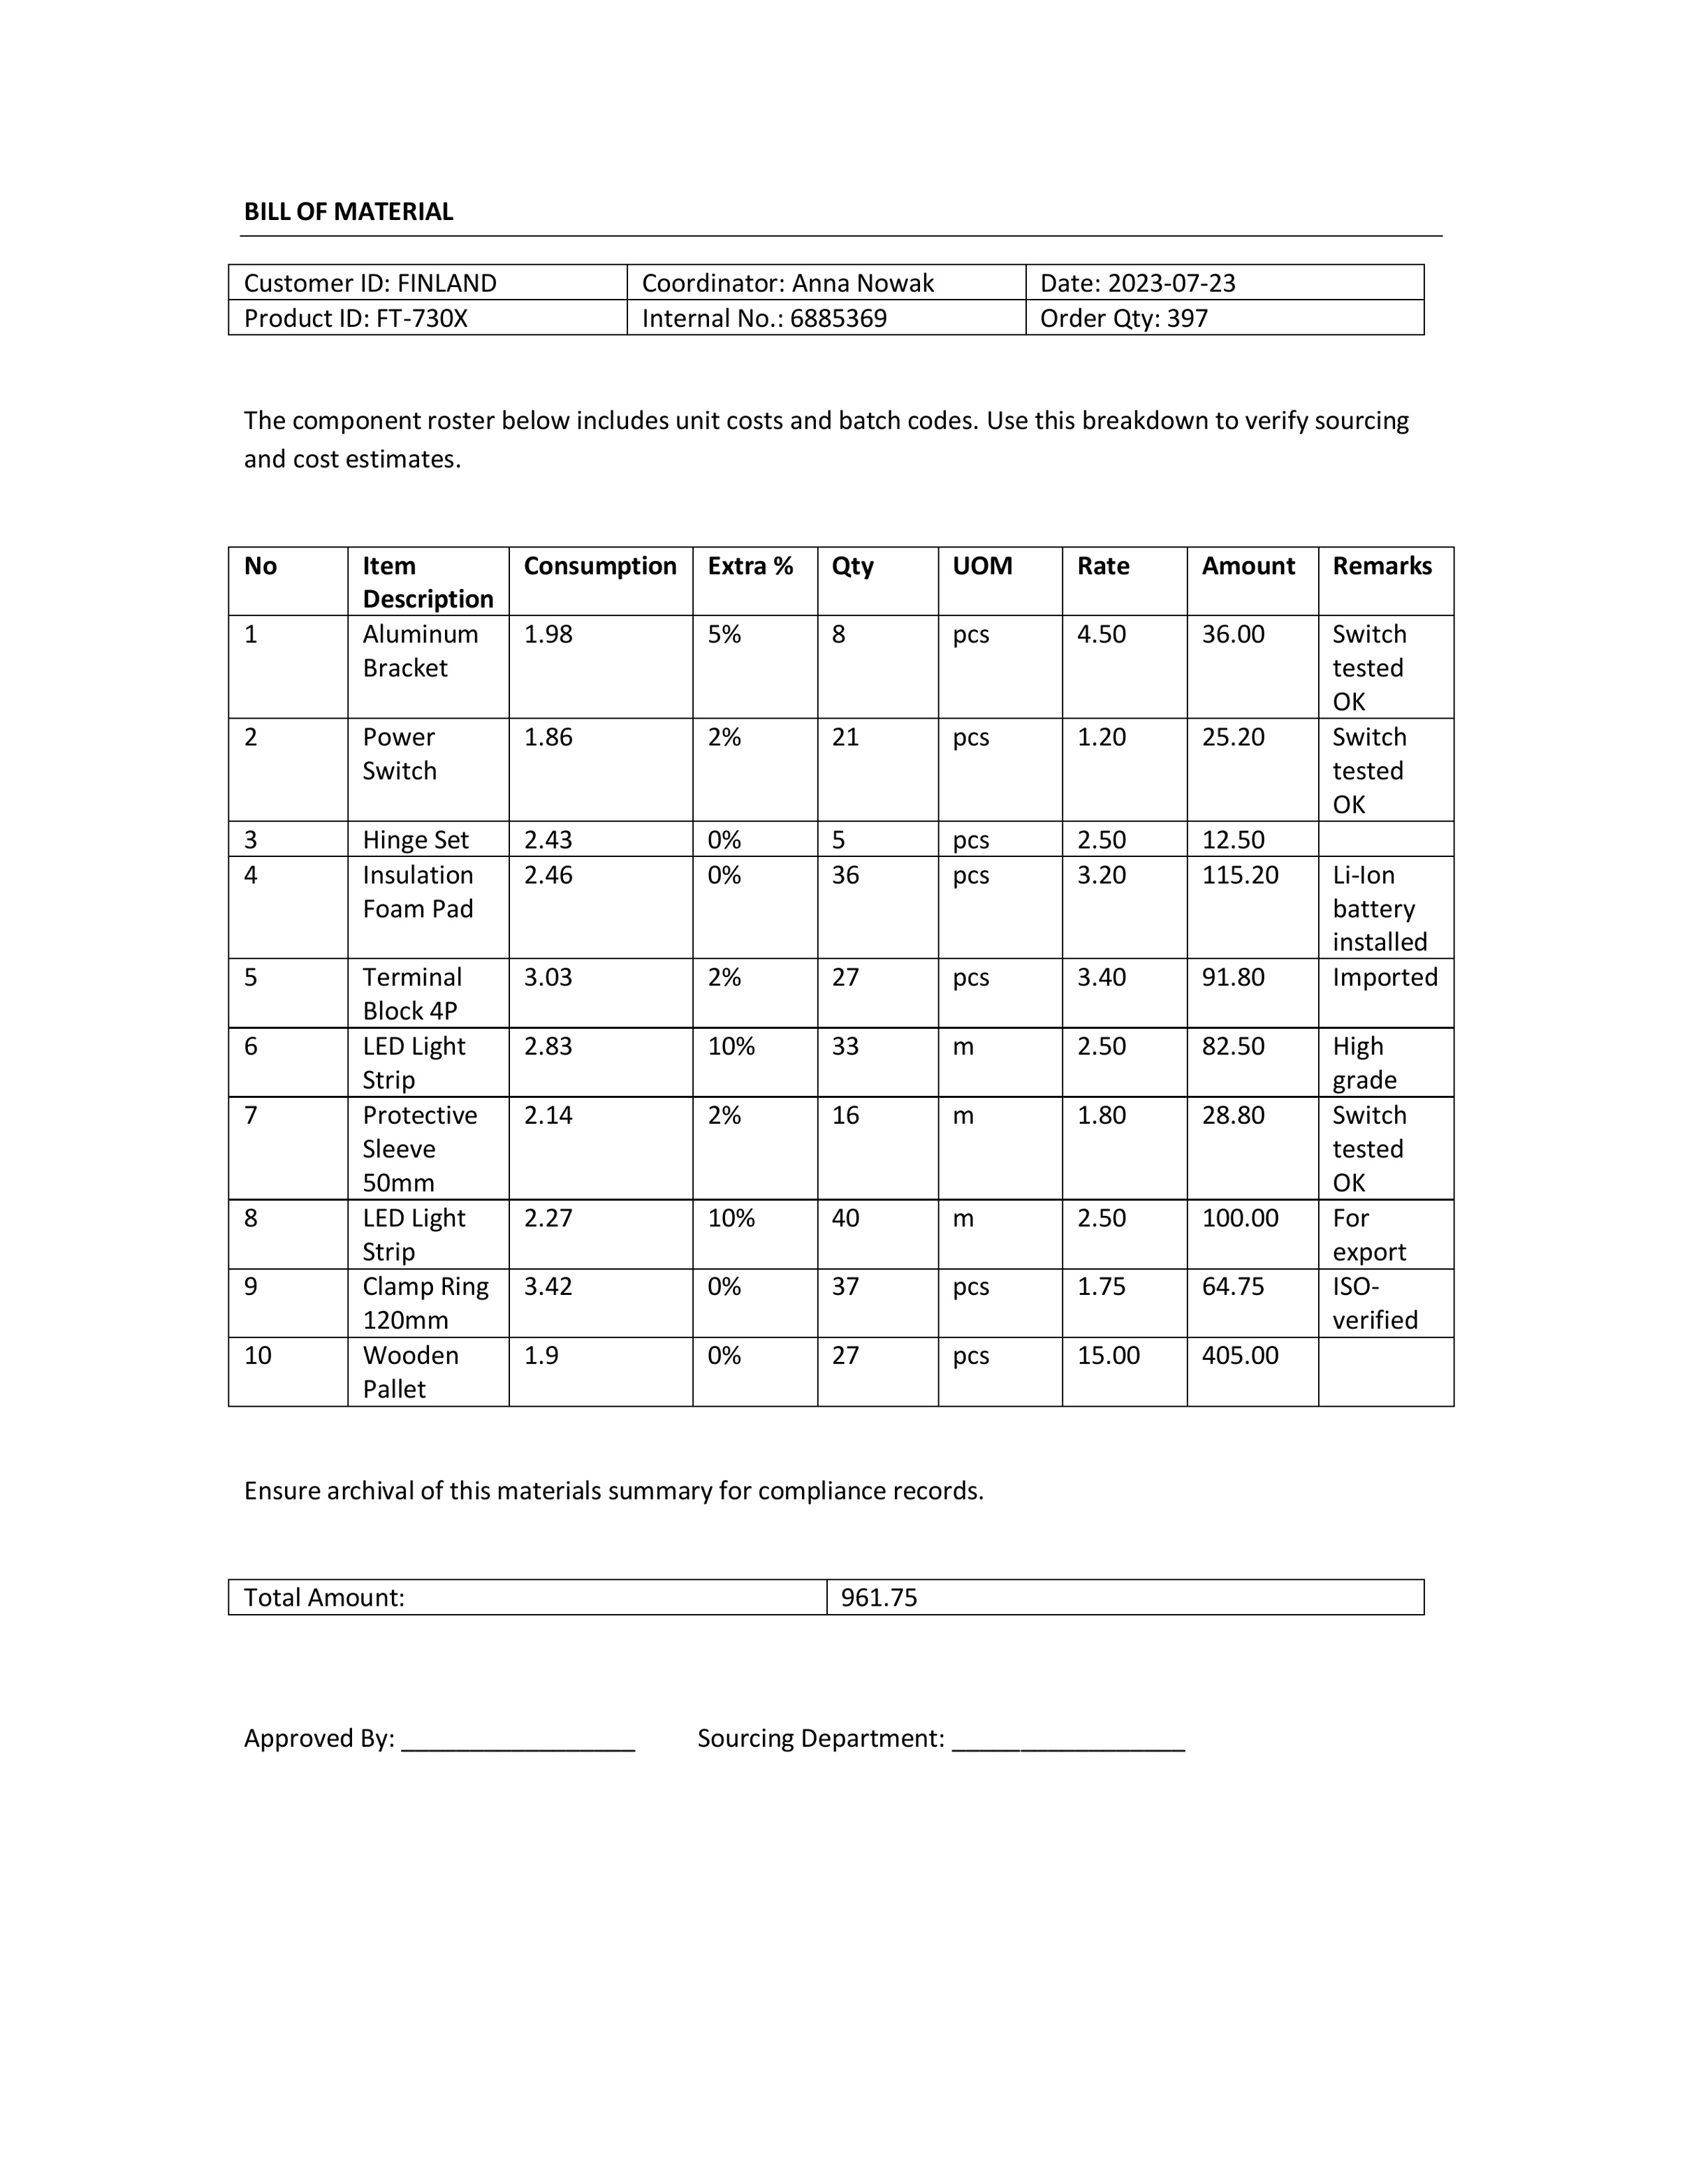 BILL OF MATERIAL
Customer ID: FINLAND Coordinator: Anna Nowak Date: 2023-07-23
Product ID: FT-730X Internal No.: 6885369 Order Qty: 397
The component roster below includes unit costs and batch codes. Use this breakdown to verify sourcing
and cost estimates.
No Item Consumption Extra % Qty UOM Rate Amount Remarks
Description
1 Aluminum 1.98 5% 8 pcs 4.50 36.00 Switch
Bracket tested
OK
2 Power 1.86 2% 21 pcs 1.20 25.20 Switch
Switch tested
OK
3 Hinge Set 2.43 0% 5 pcs 2.50 12.50
4 Insulation 2.46 0% 36 pcs 3.20 115.20 Li-Ion
Foam Pad battery
installed
5 Terminal 3.03 2% 27 pcs 3.40 91.80 Imported
Block 4P
6 LED Light 2.83 10% 33 m 2.50 82.50 High
Strip grade
7 Protective 2.14 2% 16 m 1.80 28.80 Switch
Sleeve tested
50mm OK
8 LED Light 2.27 10% 40 m 2.50 100.00 For
Strip export
9 Clamp Ring 3.42 0% 37 pcs 1.75 64.75 ISO-
120mm verified
10 Wooden 1.9 0% 27 pcs 15.00 405.00
Pallet
Ensure archival of this materials summary for compliance records.
Total Amount: 961.75
Approved By: _________________ Sourcing Department: _________________